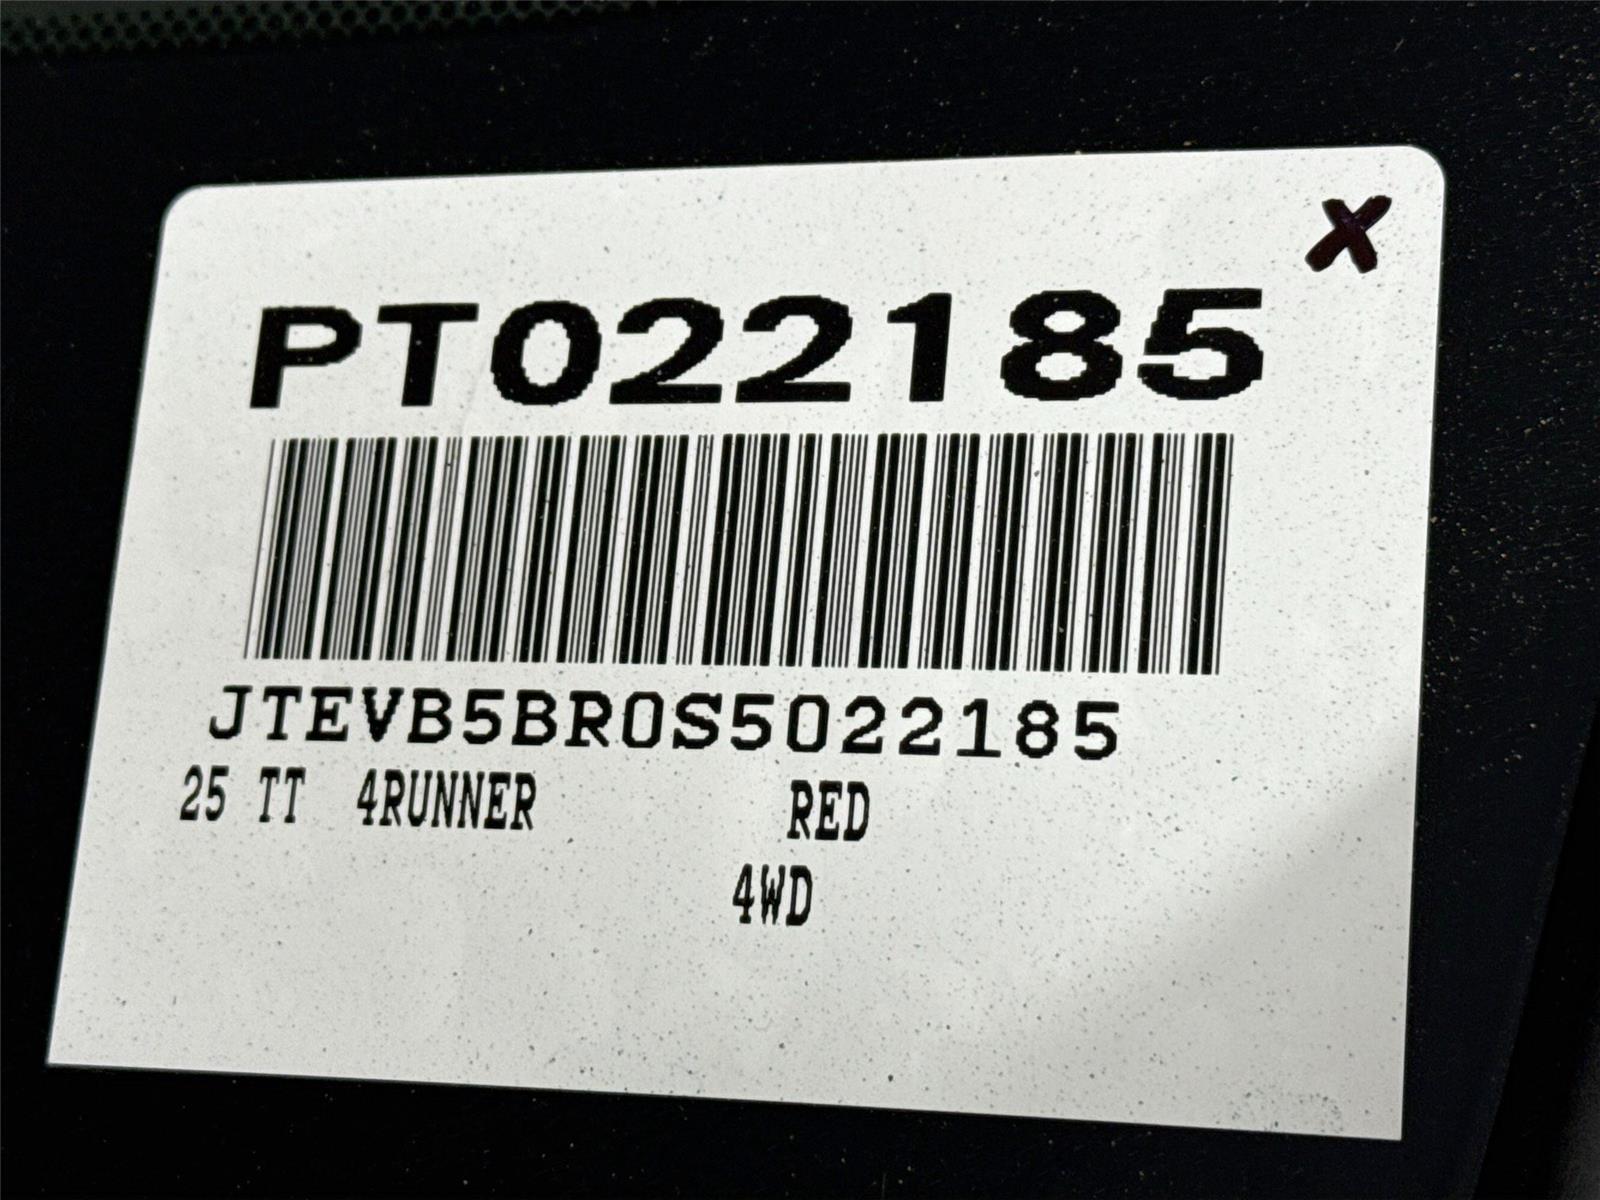 X
PT022185
JTEVB5BR0S5022185
25 TT 4RUNNER RED
4WD